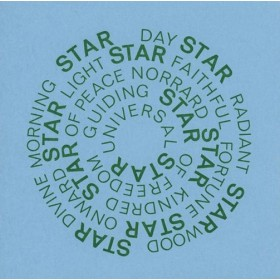 DAY STAR RADIANT STAR WOOD STAR DIVINE MORNING STAR
STAR LIGHT STAR FAITHFUL FORTUNE STAR ONWARD
STAR OF PEACE NORRARD STAR KINDRED
STAR OF FREEDOM GUIDING
UNIVERSAL STAR